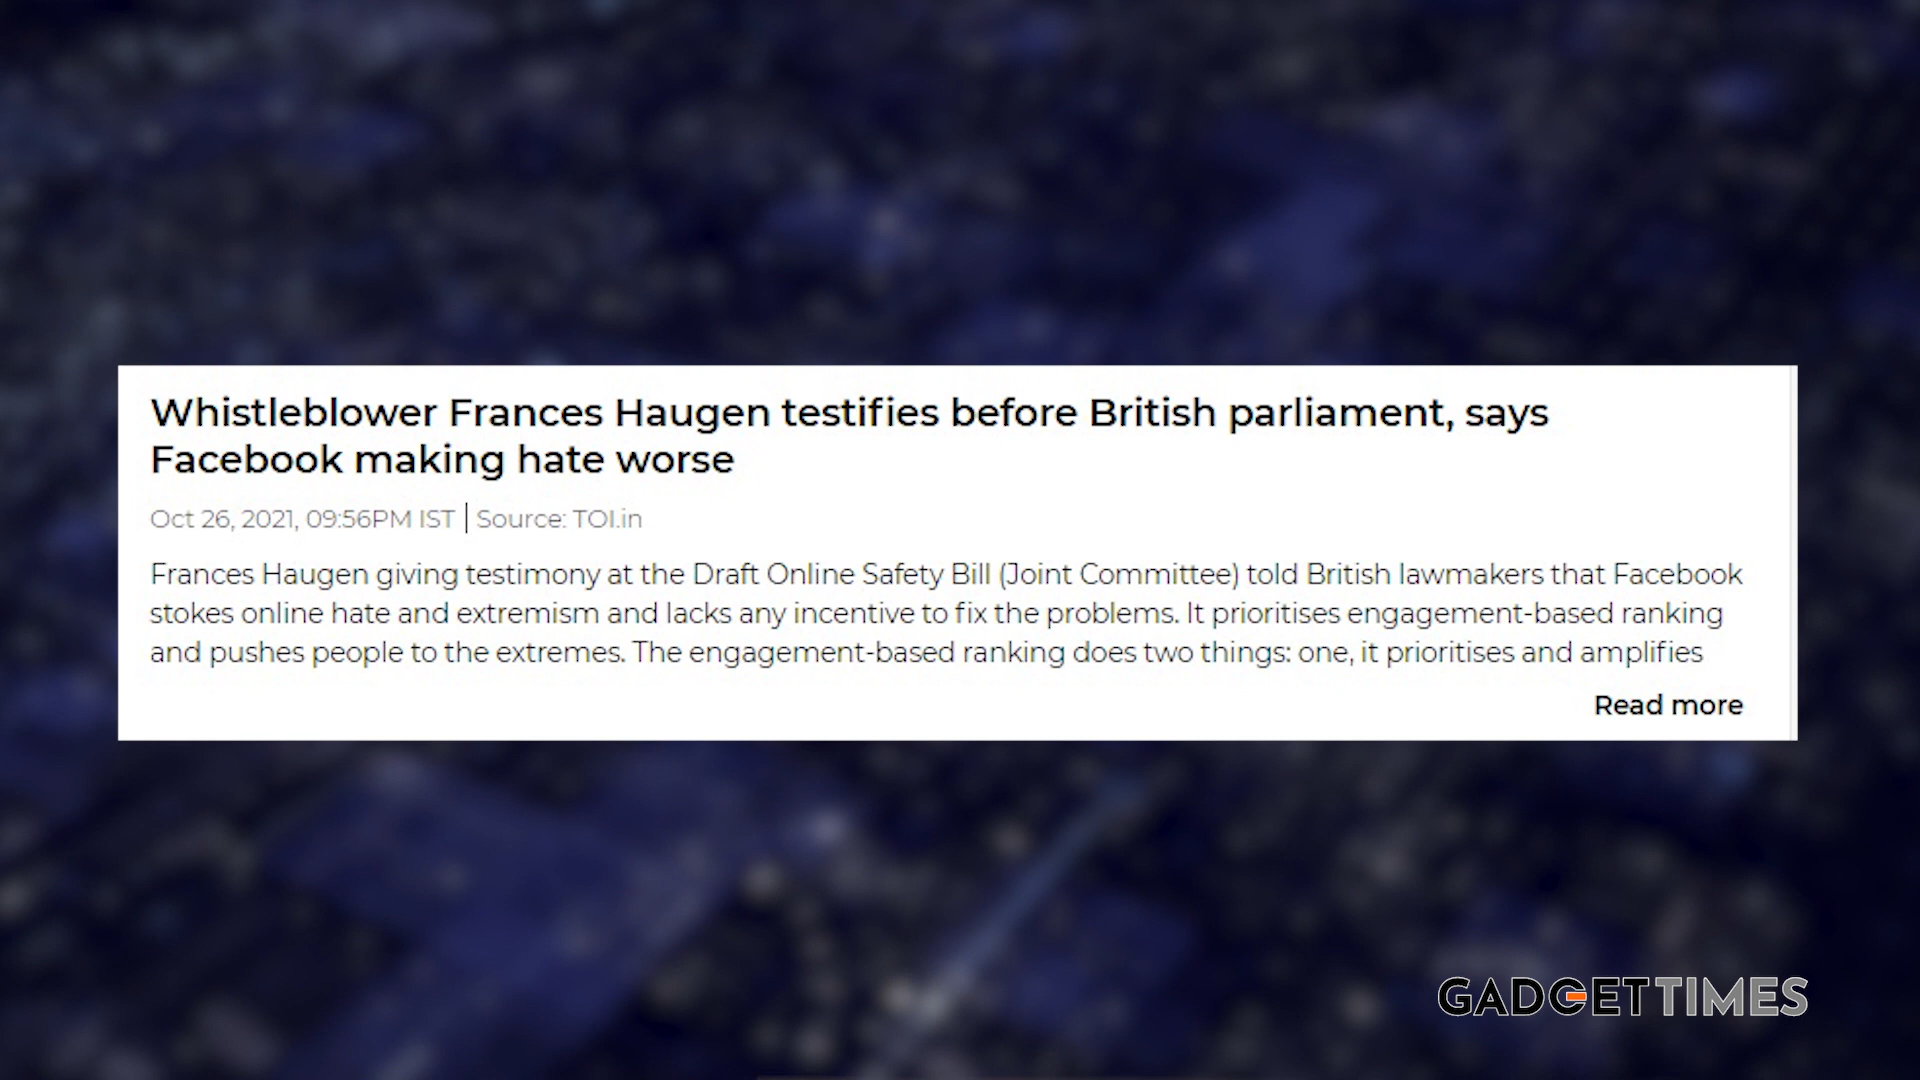 Whistleblower Frances Haugen testifies before British parliament, says
Facebook making hate worse
Oct 26, 2021, 09:56PM IST | Source: TOI.in
Frances Haugen giving testimony at the Draft Online Safety Bill (Joint Committee) told British lawmakers that Facebook
stokes online hate and extremism and lacks any incentive to fix the problems. It prioritises engagement-based ranking
and pushes people to the extremes. The engagement-based ranking does two things: one, it prioritises and amplifies
Read more
GADGETTIMES